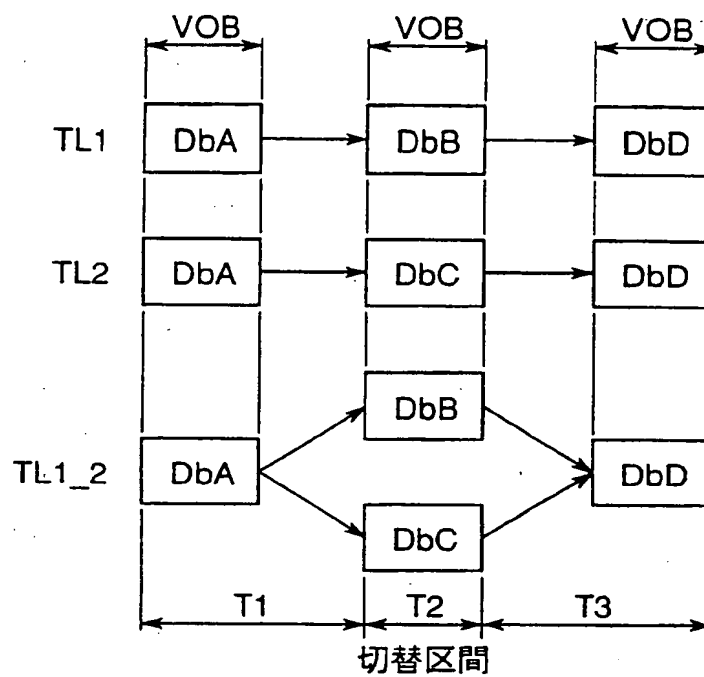 VOB VOB VOB
TL1 DbA DbB DbD
TL2 DbA DbC DbD
DbB
TL1_2 DbA DbD
DbC
T1 T2 T3
切替区間